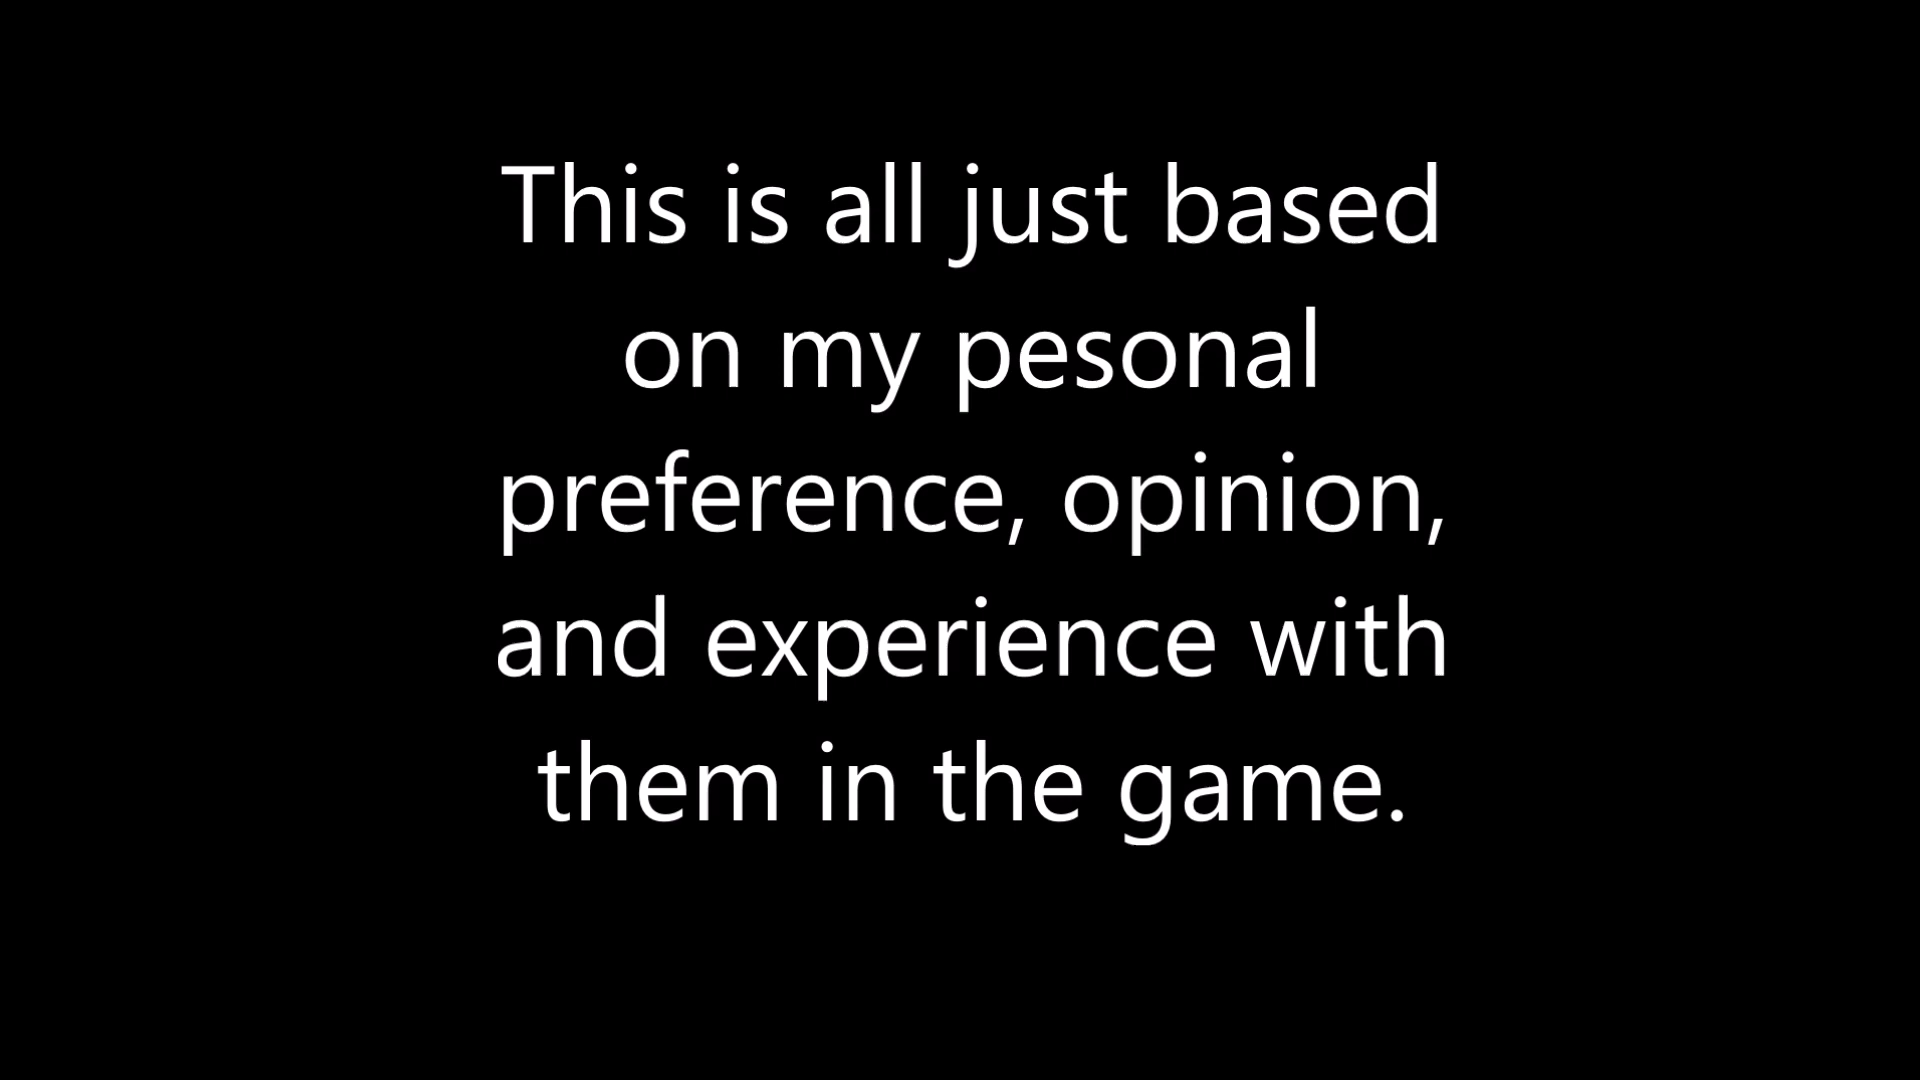 This is all just based
on my pesonal
preference, opinion,
and experience with
them in the game.